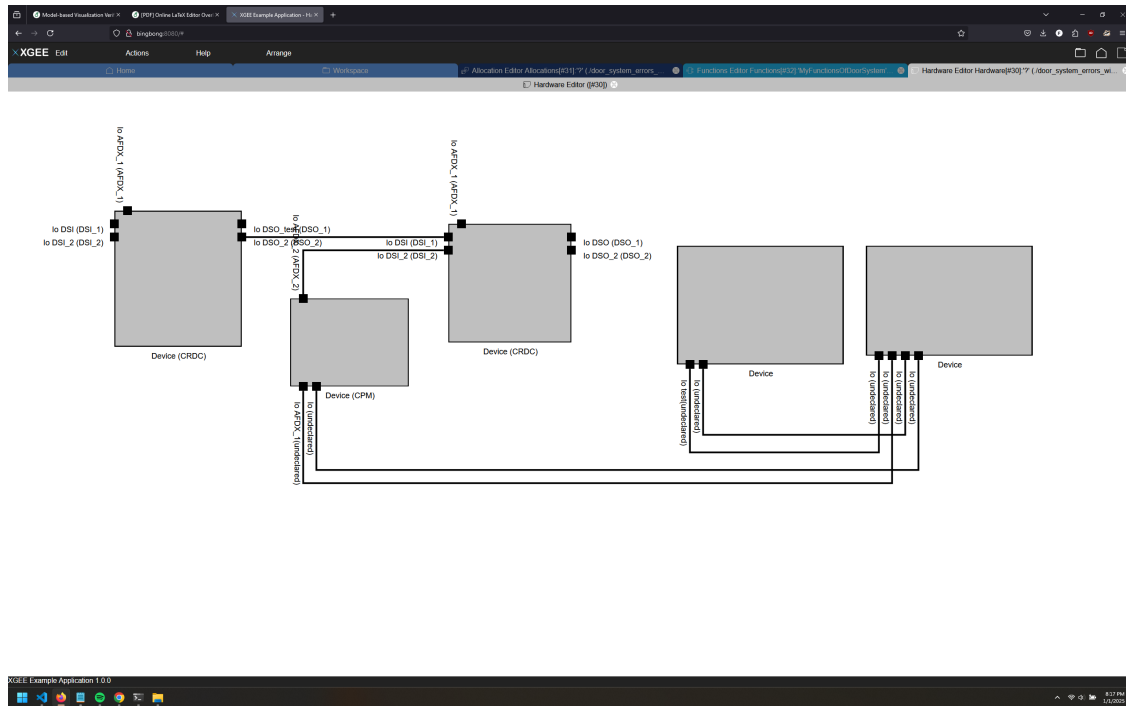 Model-based Visualization Veri
[PDF] Online LaTeX Editor Over
XGEE Example Application - Hi
bingbong:8080/#
XGEE Edit Actions Help Arrange
Home
Workspace
Allocation Editor Allocations[#31]:"?' (./door_system_errors_...
Functions Editor Functions[#32]:'MyFunctionsOfDoorSystem'...
Hardware Editor Hardware[#30]:"?' (./door_system_errors_wi...
Hardware Editor ([#30])
Io AFDX_1 (AFDX_1)
Io DSI (DSI_1)
Io DSI_2 (DSI_2)
Io DSO_test(DSO_1)
Io DSO_2 (DSO_2)
Device (CRDC)
Io AFDX_2 (AFDX_2)
Device (CPM)
Io AFDX_1(undeclared)
Io (undeclared)
Io AFDX_1 (AFDX_1)
Io DSI (DSI_1)
Io DSI_2 (DSI_2)
Io DSO (DSO_1)
Io DSO_2 (DSO_2)
Device (CRDC)
Device
Io test(undeclared)
Io (undeclared)
Device
Io (undeclared)
Io (undeclared)
Io (undeclared)
Io (undeclared)
XGEE Example Application 1.0.0
8:17 PM
1/1/2025